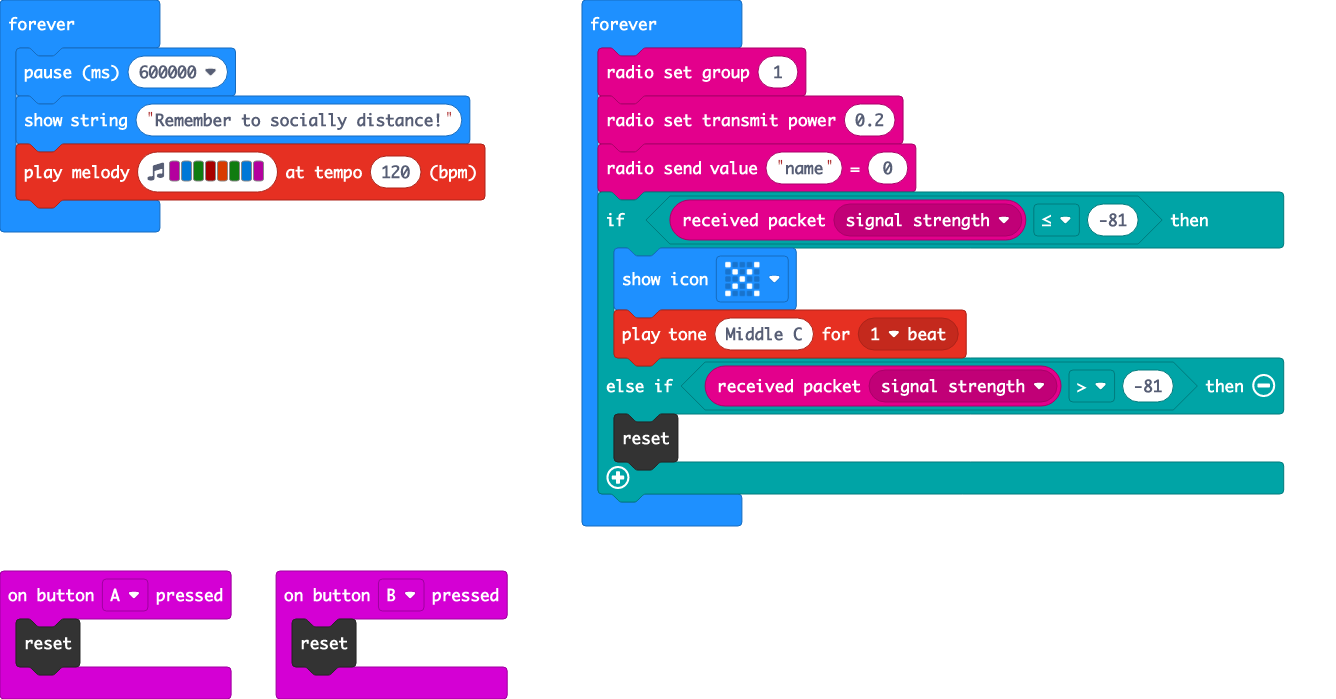 forever
pause (ms) 600000
show string "Remember to socially distance!"
play melody at tempo 120 (bpm)
forever
radio set group 1
radio set transmit power 0.2
radio send value "name" = 0
if received packet signal strength ≤ -81 then
show icon
play tone Middle C for 1 beat
else if received packet signal strength > -81 then
reset
on button A pressed
reset
on button B pressed
reset